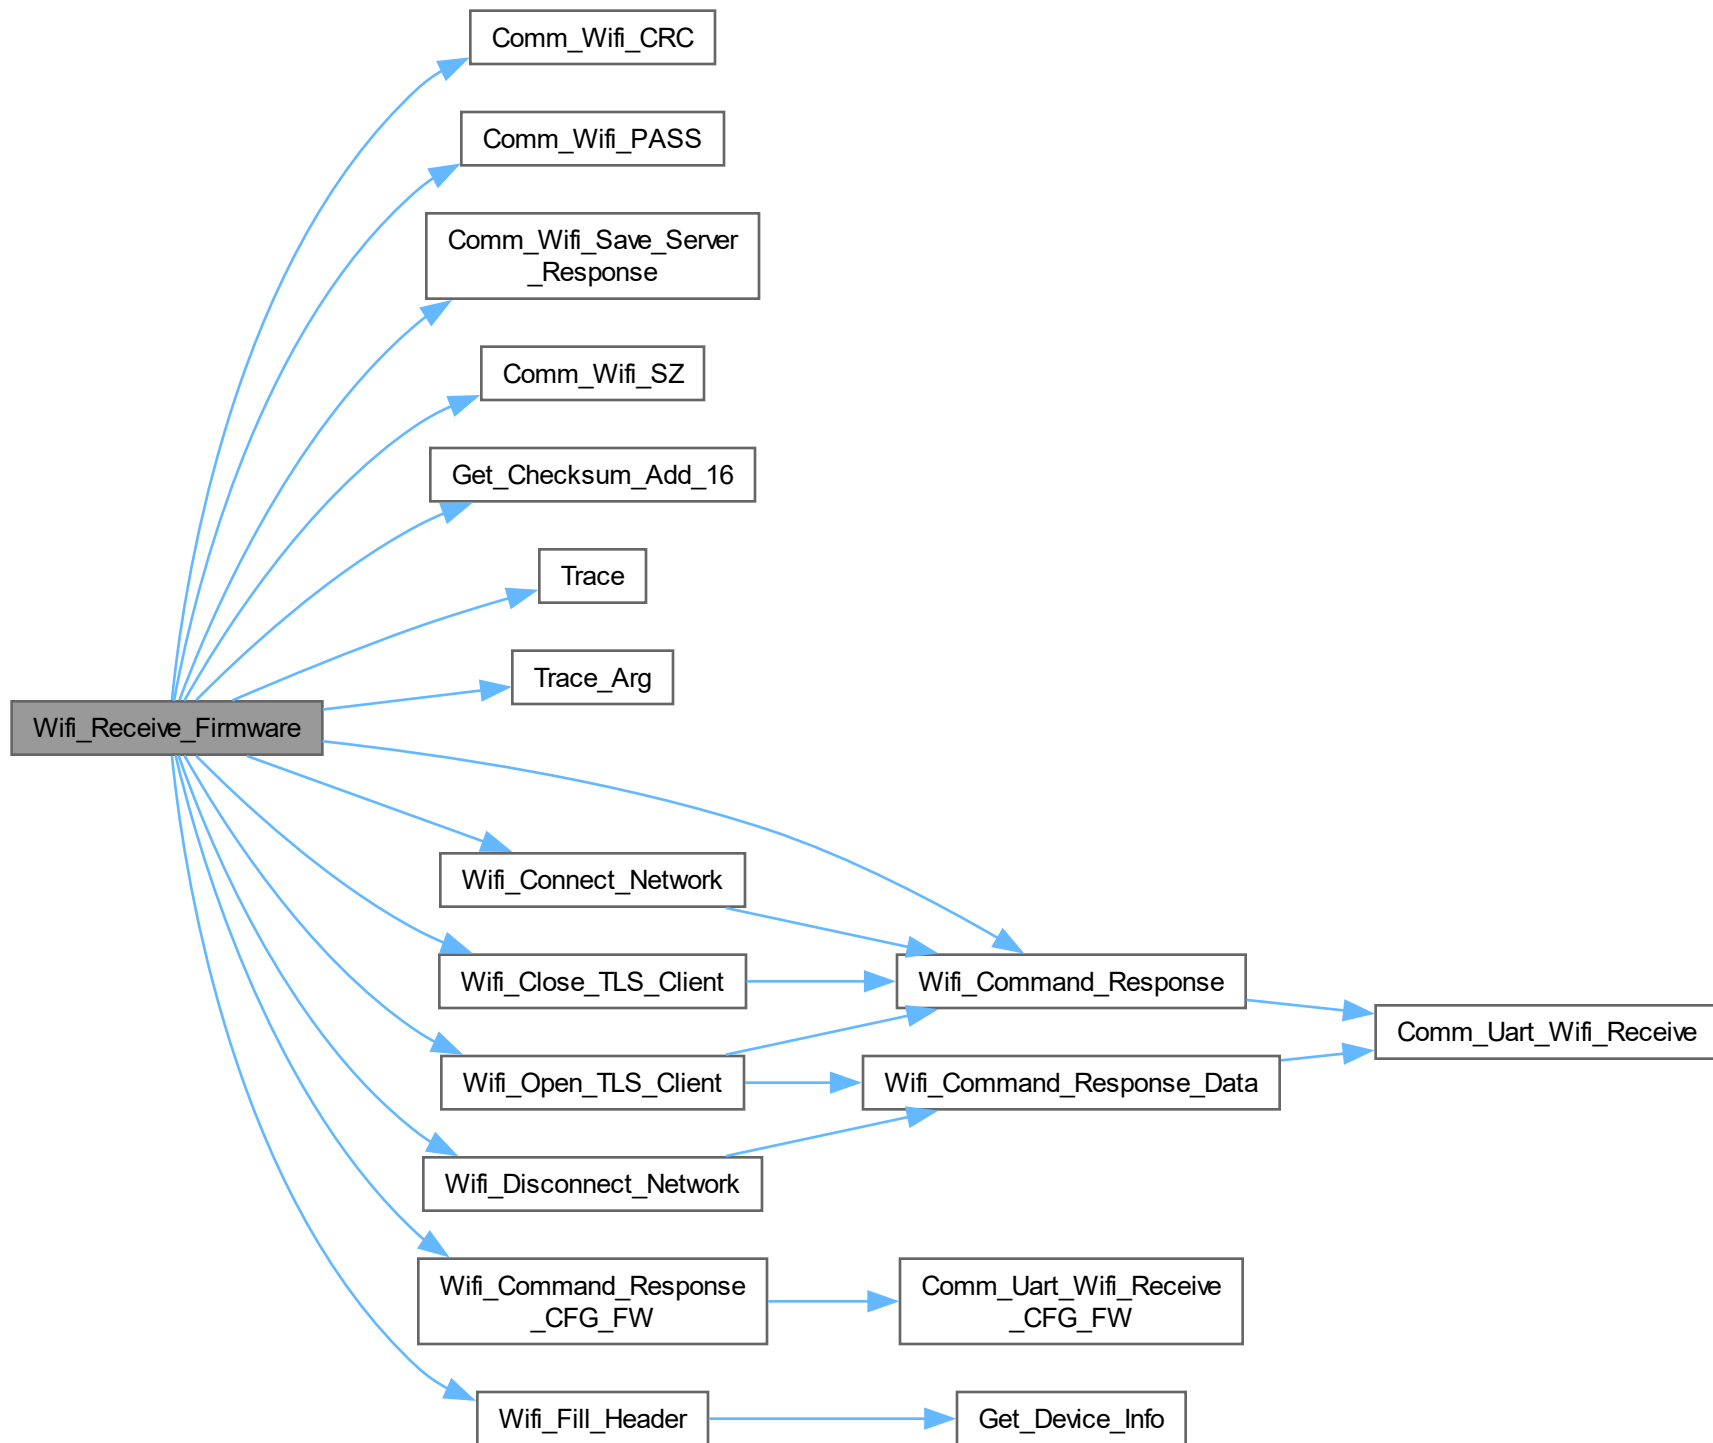 Comm_Wifi_CRC
Comm_Wifi_PASS
Comm_Wifi_Save_Server
_Response
Comm_Wifi_SZ
Get_Checksum_Add_16
Trace
Trace_Arg
Wifi_Receive_Firmware
Wifi_Connect_Network
Wifi_Close_TLS_Client
Wifi_Command_Response
Comm_Uart_Wifi_Receive
Wifi_Open_TLS_Client
Wifi_Command_Response_Data
Wifi_Disconnect_Network
Wifi_Command_Response
_CFG_FW
Comm_Uart_Wifi_Receive
_CFG_FW
Wifi_Fill_Header
Get_Device_Info